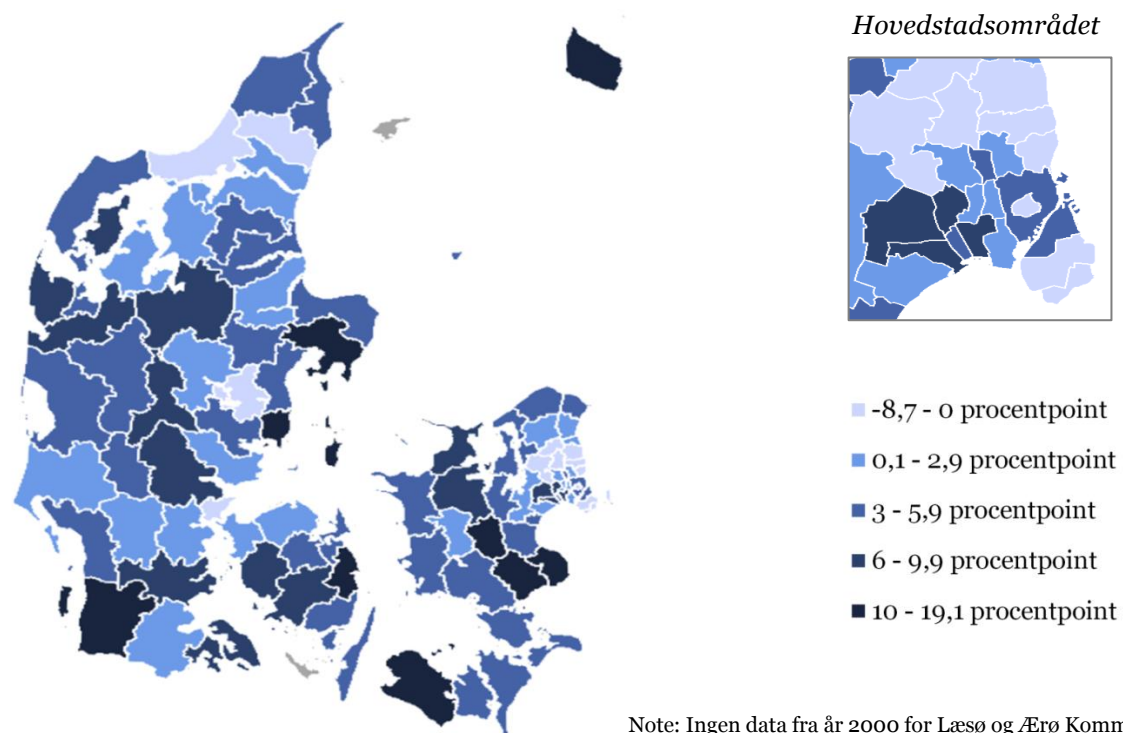 Hovedstadsområdet
-8,7 - 0 procentpoint
0,1 - 2,9 procentpoint
3 - 5,9 procentpoint
6 - 9,9 procentpoint
10 - 19,1 procentpoint
Note: Ingen data fra år 2000 for Læsø og Ærø Komm